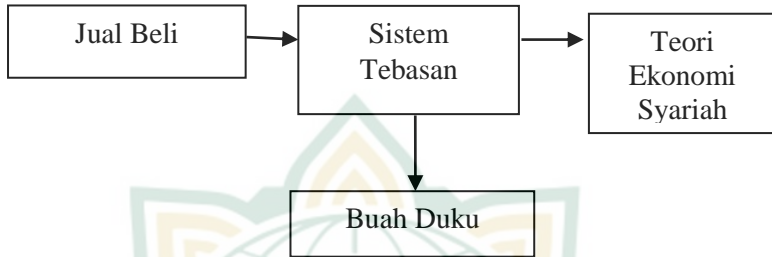 Jual Beli
Sistem
Tebasan
Teori
Ekonomi
Syariah
Buah Duku